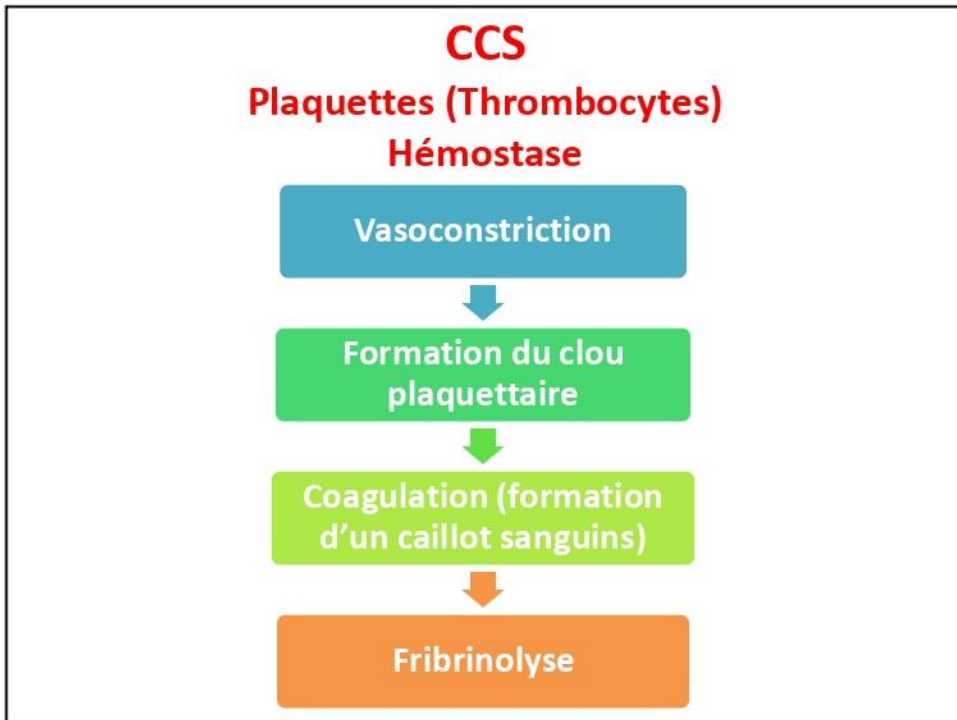 CCS
Plaquettes (Thrombocytes)
Hémostase
Vasoconstriction
Formation du clou
plaquettaire
Coagulation (formation
d’un caillot sanguins)
Fribrinolyse